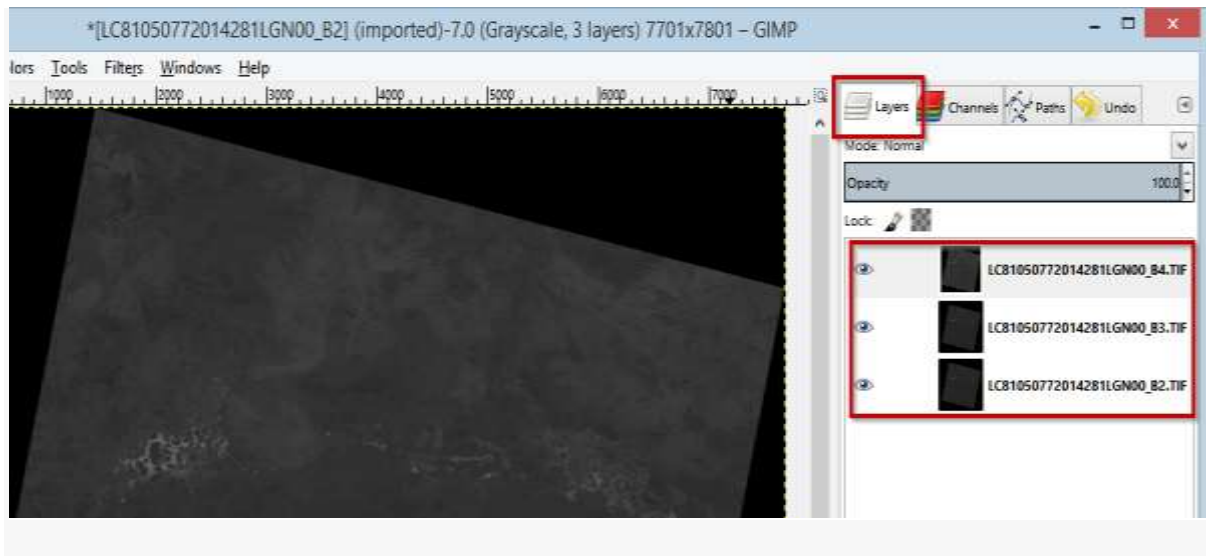 *[LC81050772014281LGN00_B2] (imported)-7.0 (Grayscale, 3 layers) 7701x7801 – GIMP
lors Tools Filters Windows Help
1000 2000 3000 4000 5000 6000 7000
Layers Channels Paths Undo
Mode: Normal
Opacity 100.0
Lock:
LC81050772014281LGN00_B4.TIF
LC81050772014281LGN00_B3.TIF
LC81050772014281LGN00_B2.TIF